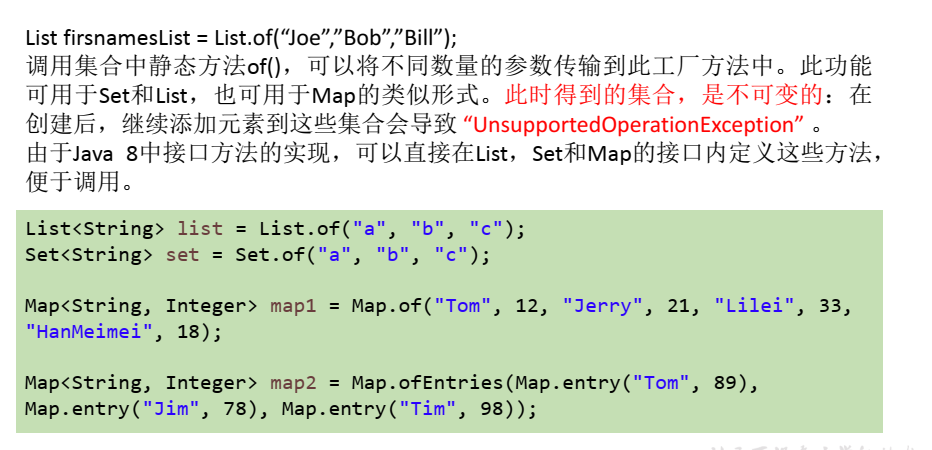 List firsnamesList = List.of(“Joe”,”Bob”,”Bill”);
调用集合中静态方法of()，可以将不同数量的参数传输到此工厂方法中。此功能
可用于Set和List，也可用于Map的类似形式。此时得到的集合，是不可变的：在
创建后，继续添加元素到这些集合会导致 “UnsupportedOperationException” 。
由于Java 8中接口方法的实现，可以直接在List，Set和Map的接口内定义这些方法，
便于调用。
List<String> list = List.of("a", "b", "c");
Set<String> set = Set.of("a", "b", "c");
Map<String, Integer> map1 = Map.of("Tom", 12, "Jerry", 21, "Lilei", 33,
"HanMeimei", 18);
Map<String, Integer> map2 = Map.ofEntries(Map.entry("Tom", 89),
Map.entry("Jim", 78), Map.entry("Tim", 98));